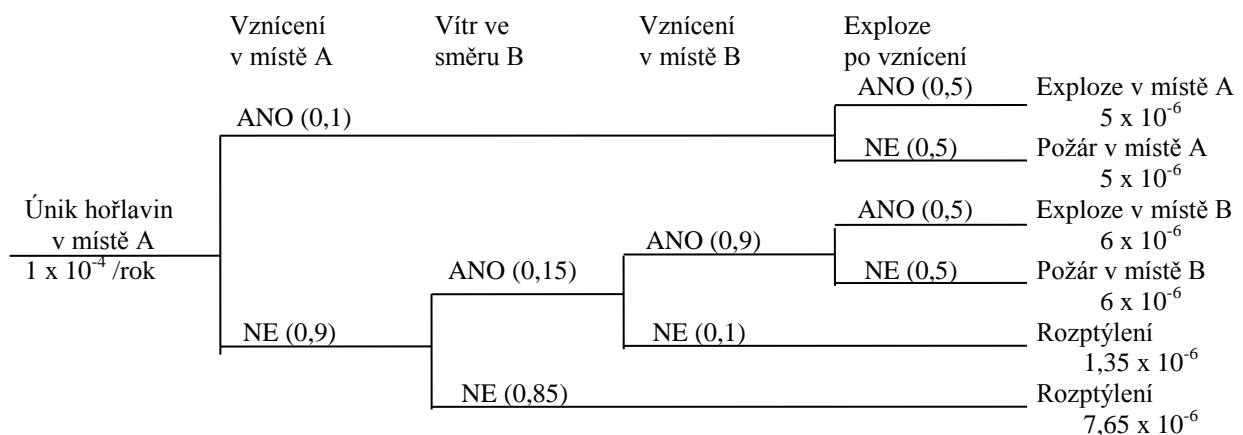 Vznícení
v místě A
Vítr ve
směru B
Vznícení
v místě B
Exploze
po vznícení
ANO (0,5)
Exploze v místě A
5 x 10⁻⁶
ANO (0,1)
NE (0,5)
Požár v místě A
5 x 10⁻⁶
Únik hořlavin
v místě A
1 x 10⁻⁴ /rok
ANO (0,5)
Exploze v místě B
6 x 10⁻⁶
ANO (0,9)
ANO (0,15)
NE (0,5)
Požár v místě B
6 x 10⁻⁶
NE (0,9)
NE (0,1)
Rozptýlení
1,35 x 10⁻⁶
NE (0,85)
Rozptýlení
7,65 x 10⁻⁶